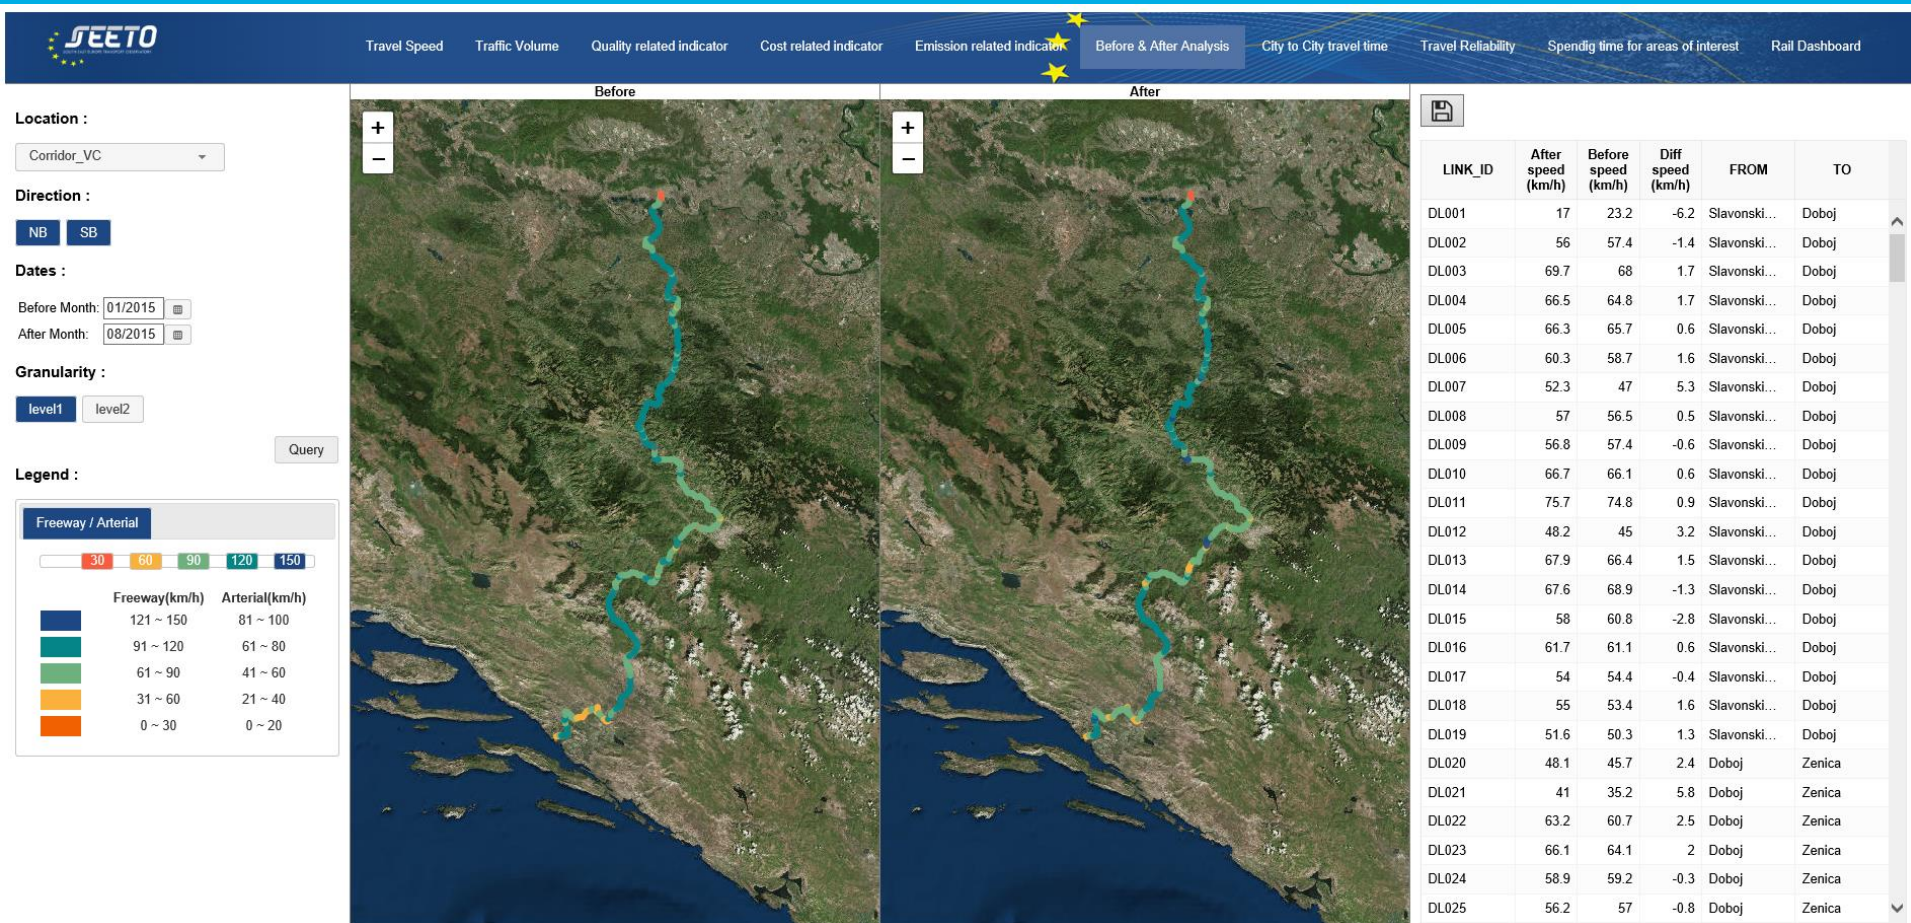 SEETO
SOUTH-EAST EUROPE TRANSPORT OBSERVATORY
Travel Speed Traffic Volume Quality related indicator Cost related indicator Emission related indicator Before & After Analysis City to City travel time Travel Reliability Spendig time for areas of interest Rail Dashboard
Before After
Location :
Corridor_VC
Direction :
NB SB
Dates :
Before Month: 01/2015
After Month: 08/2015
Granularity :
level1 level2
Query
Legend :
Freeway / Arterial
30 60 90 120 150
Freeway(km/h) Arterial(km/h)
121 ~ 150 81 ~ 100
91 ~ 120 61 ~ 80
61 ~ 90 41 ~ 60
31 ~ 60 21 ~ 40
0 ~ 30 0 ~ 20
+ +
− −
LINK_ID After speed (km/h) Before speed (km/h) Diff speed (km/h) FROM TO
DL001 17 23.2 -6.2 Slavonski... Doboj
DL002 56 57.4 -1.4 Slavonski... Doboj
DL003 69.7 68 1.7 Slavonski... Doboj
DL004 66.5 64.8 1.7 Slavonski... Doboj
DL005 66.3 65.7 0.6 Slavonski... Doboj
DL006 60.3 58.7 1.6 Slavonski... Doboj
DL007 52.3 47 5.3 Slavonski... Doboj
DL008 57 56.5 0.5 Slavonski... Doboj
DL009 56.8 57.4 -0.6 Slavonski... Doboj
DL010 66.7 66.1 0.6 Slavonski... Doboj
DL011 75.7 74.8 0.9 Slavonski... Doboj
DL012 48.2 45 3.2 Slavonski... Doboj
DL013 67.9 66.4 1.5 Slavonski... Doboj
DL014 67.6 68.9 -1.3 Slavonski... Doboj
DL015 58 60.8 -2.8 Slavonski... Doboj
DL016 61.7 61.1 0.6 Slavonski... Doboj
DL017 54 54.4 -0.4 Slavonski... Doboj
DL018 55 53.4 1.6 Slavonski... Doboj
DL019 51.6 50.3 1.3 Slavonski... Doboj
DL020 48.1 45.7 2.4 Doboj Zenica
DL021 41 35.2 5.8 Doboj Zenica
DL022 63.2 60.7 2.5 Doboj Zenica
DL023 66.1 64.1 2 Doboj Zenica
DL024 58.9 59.2 -0.3 Doboj Zenica
DL025 56.2 57 -0.8 Doboj Zenica